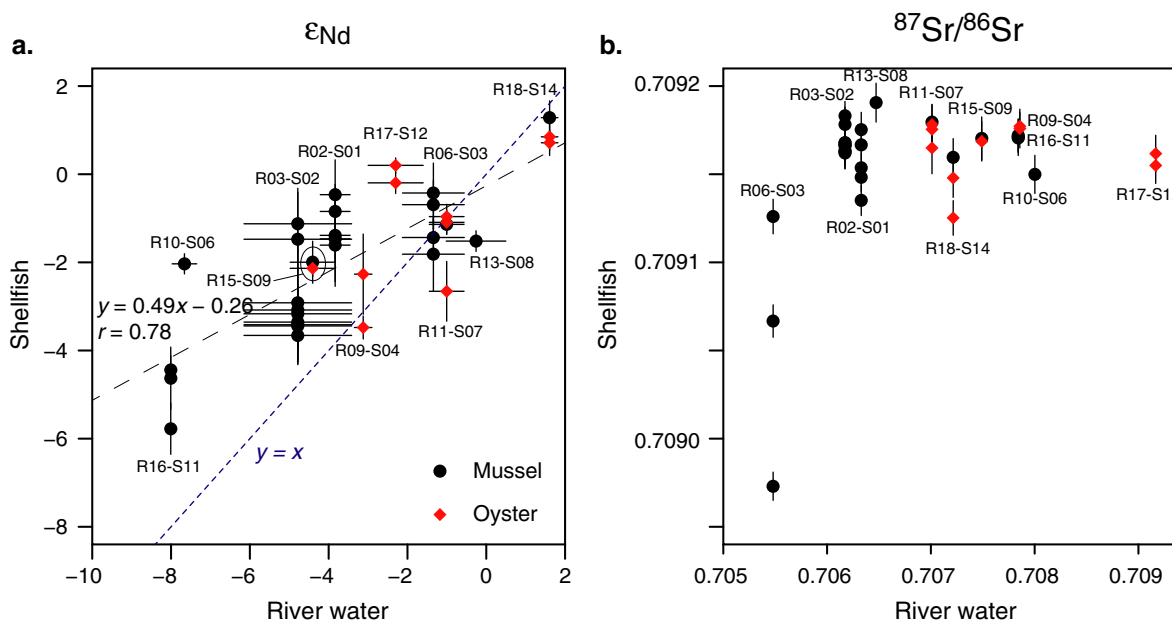 a.
εNd
2
0
−2
−4
−6
−8
Shellfish
−10
−8
−6
−4
−2
0
2
River water
R18-S14
R17-S12
R02-S01
R06-S03
R03-S02
R10-S06
R15-S09
R13-S08
R11-S07
R09-S04
R16-S11
y = 0.49x − 0.26
r = 0.78
y = x
Mussel
Oyster
b.
87Sr/86Sr
0.7092
0.7091
0.7090
Shellfish
0.705
0.706
0.707
0.708
0.709
River water
R13-S08
R03-S02
R11-S07
R15-S09
R09-S04
R16-S11
R06-S03
R02-S01
R10-S06
R17-S1
R18-S14